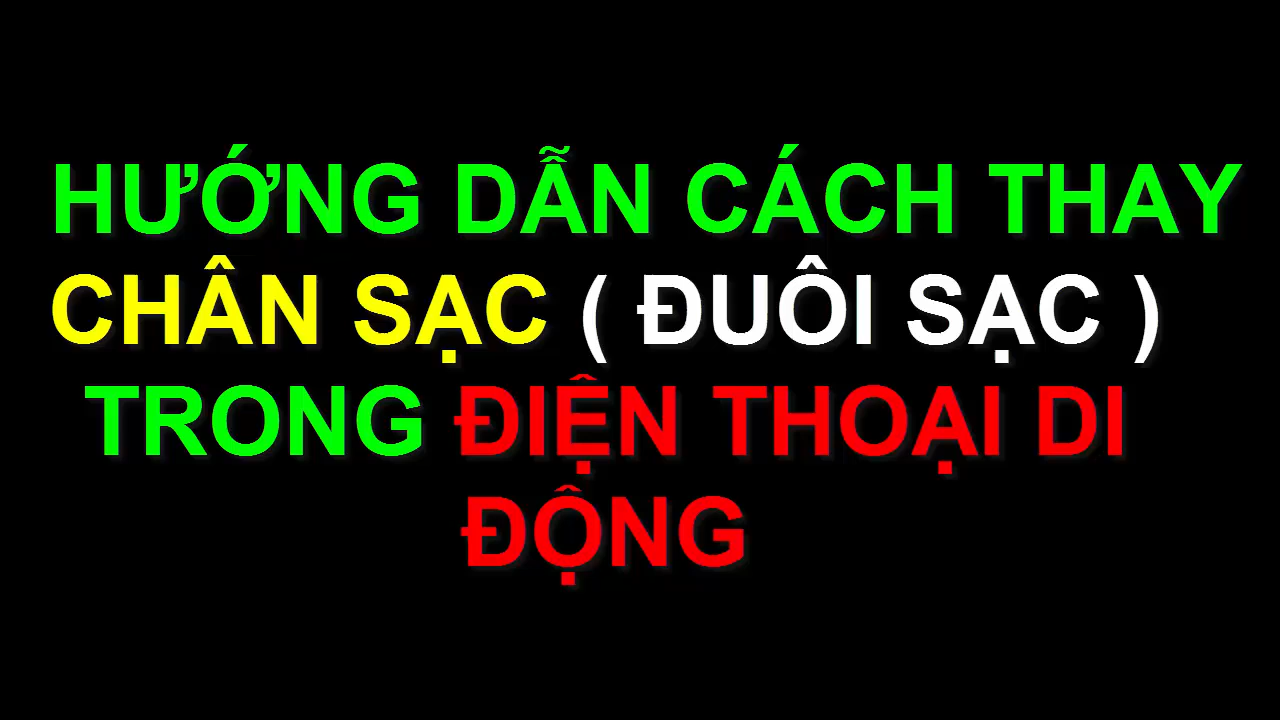 HƯỚNG DẪN CÁCH THAY
CHÂN SẠC ( ĐUÔI SẠC )
TRONG ĐIỆN THOẠI DI
ĐỘNG